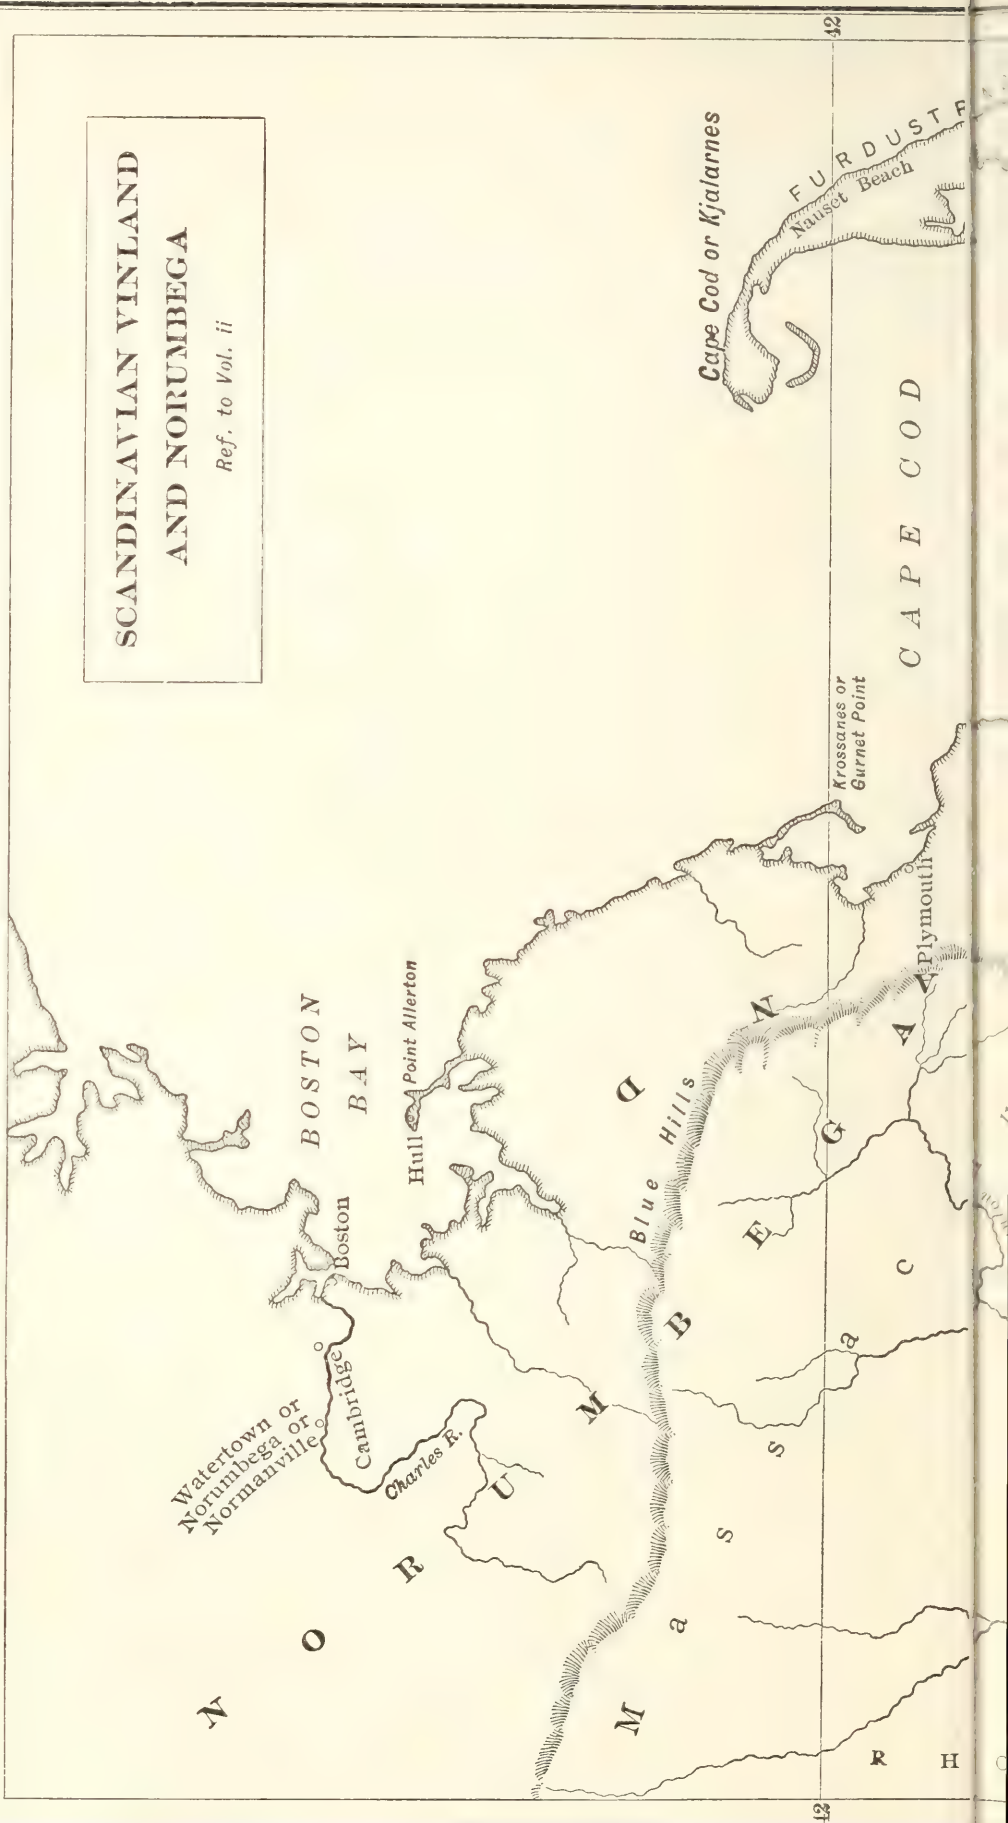 SCANDINAVIAN VINLAND
AND NORUMBEGA
Ref. to Vol. ii
42
Cape Cod or Kjalarnes
FURDUSTR
Nauset Beach
CAPE COD
Krossanes or
Gurnet Point
Plymouth
BOSTON
BAY
Hull
Point Allerton
Boston
Cambridge
Watertown or
Norumbega or
Normanville
Charles R.
Blue Hills
NORUMBEGA
Massac
LAND
RHO
42